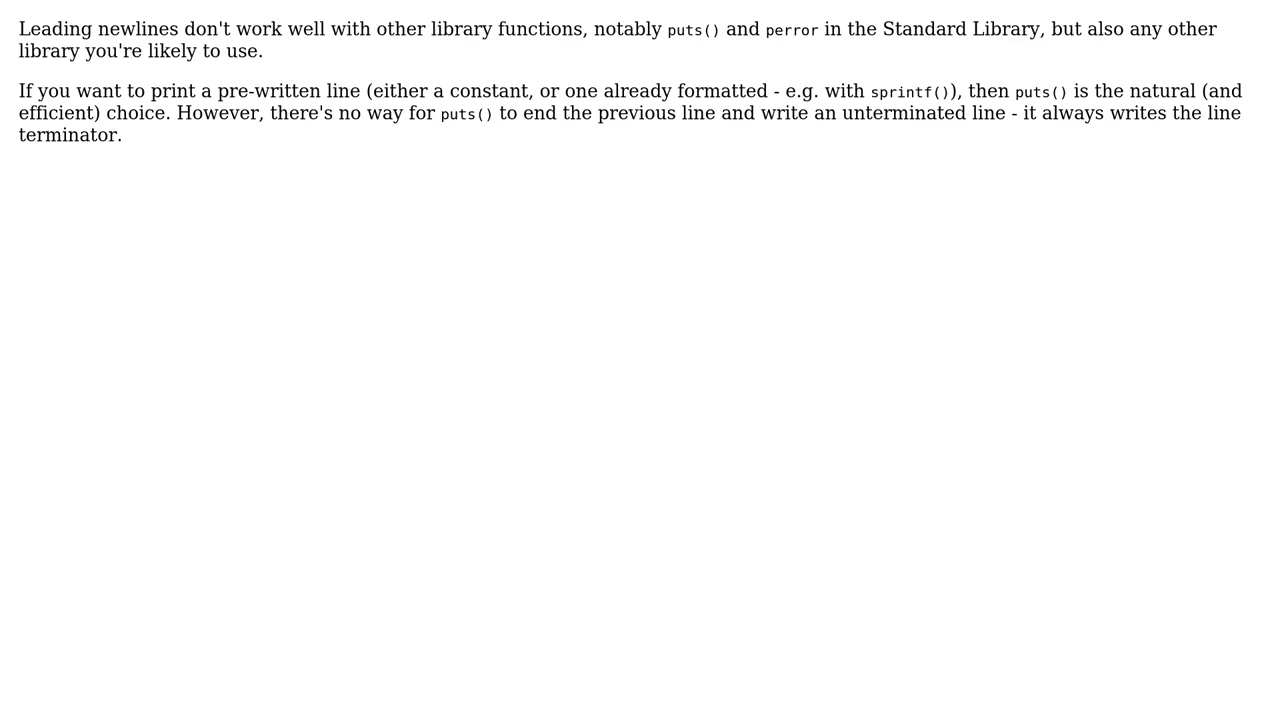 Leading newlines don't work well with other library functions, notably puts() and perror in the Standard Library, but also any other
library you're likely to use.
If you want to print a pre-written line (either a constant, or one already formatted - e.g. with sprintf()), then puts() is the natural (and
efficient) choice. However, there's no way for puts() to end the previous line and write an unterminated line - it always writes the line
terminator.